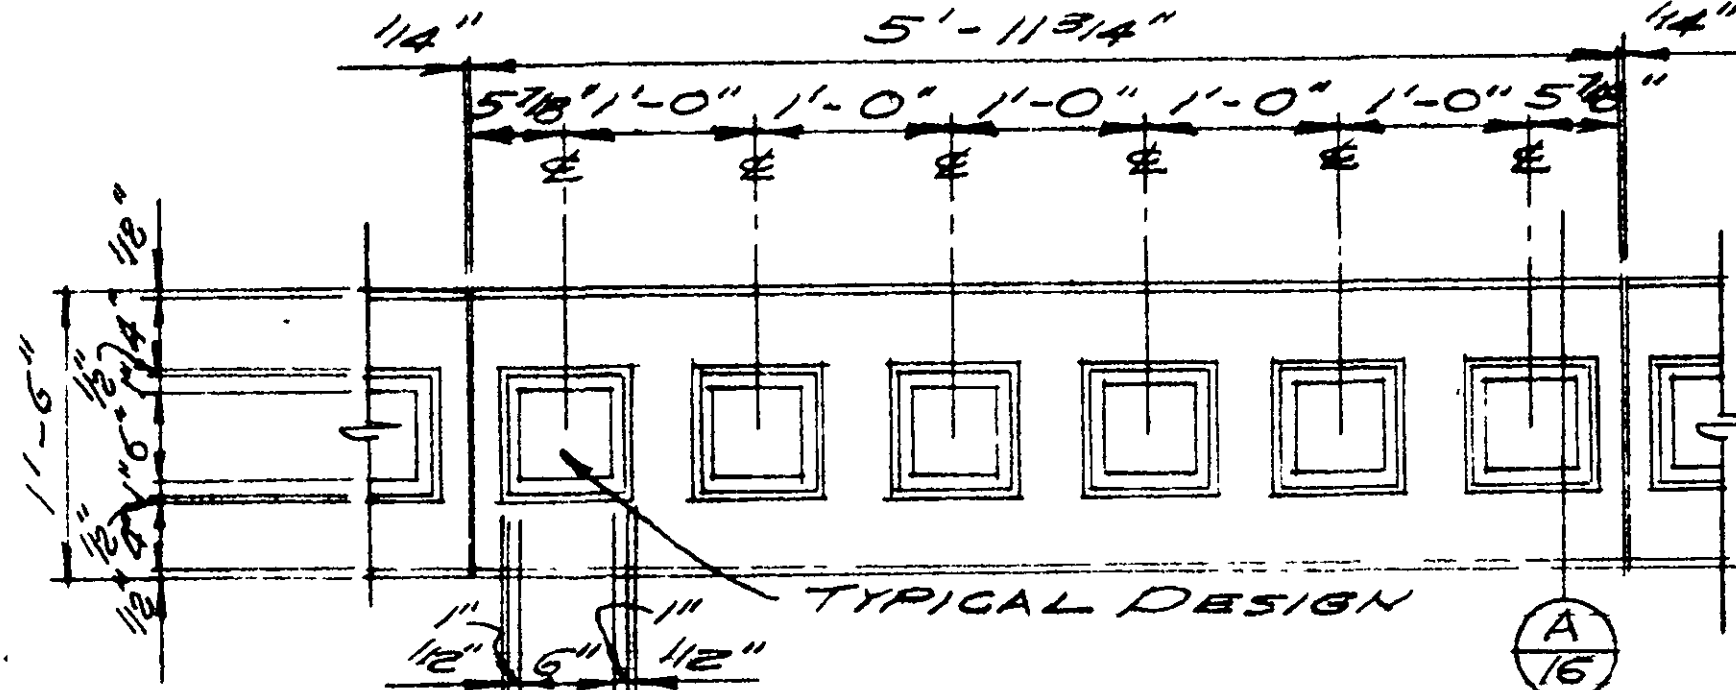 1/4" 5'-11 3/4" 1/4"
5 7/8" 1'-0" 1'-0" 1'-0" 1'-0" 1'-0" 5 7/8"
℄ ℄ ℄ ℄ ℄ ℄
1'-6"
1/2"
4"
1/2"
1"
6"
1"
1/2"
4"
1/2"
TYPICAL DESIGN
1" 1"
1/2" 6" 1/2"
A
16